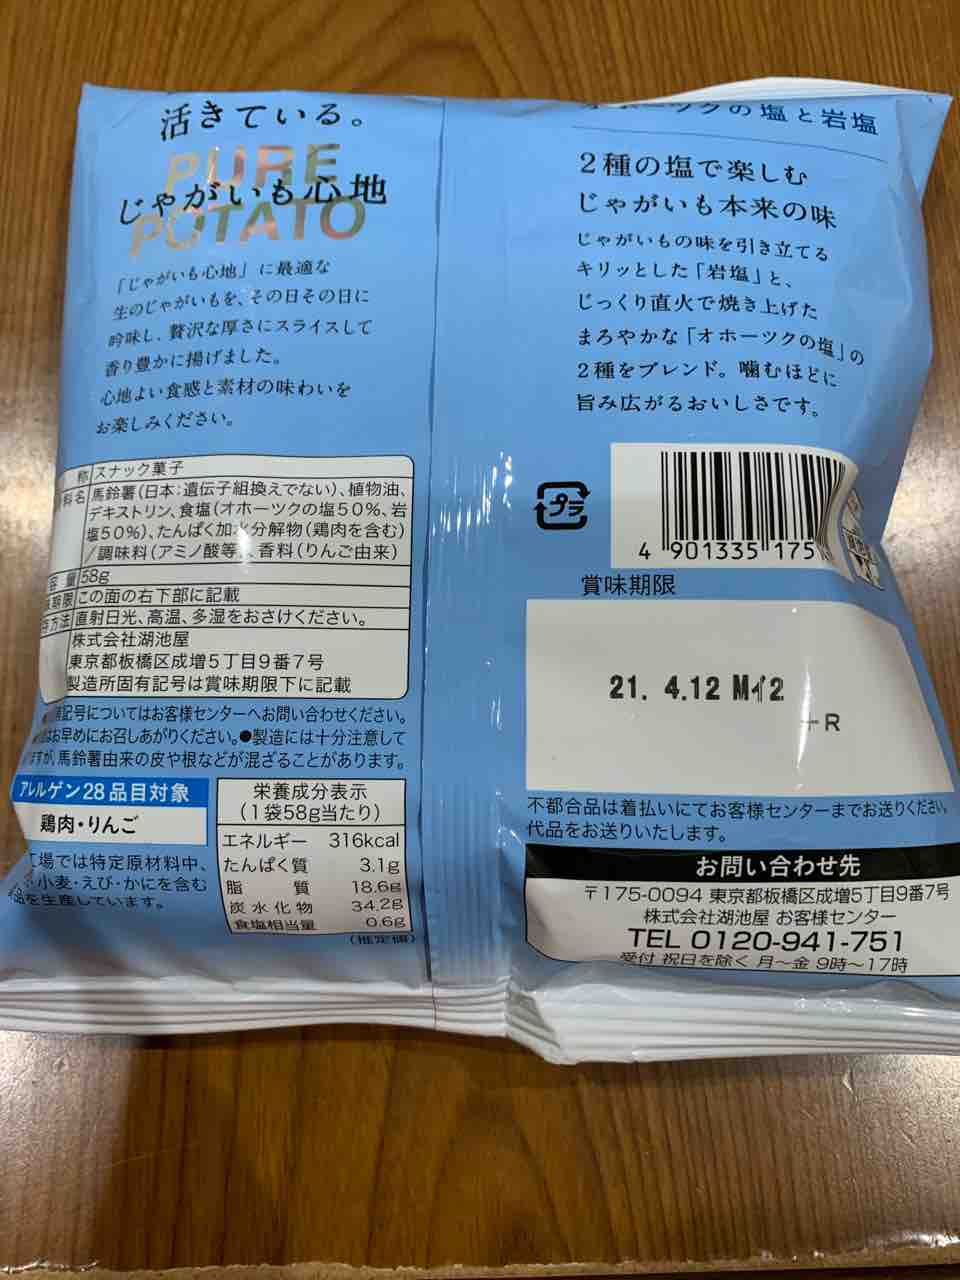 活きている。
PURE
じゃがいも心地
POTATO
「じゃがいも心地」に最適な
生のじゃがいもを、その日その日に
吟味し、贅沢な厚さにスライスして
香り豊かに揚げました。
心地よい食感と素材の味わいを
お楽しみください。
称 スナック菓子
料名 馬鈴薯(日本:遺伝子組換えでない)、植物油、
デキストリン、食塩(オホーツクの塩50%、岩
塩50%)、たんぱく加水分解物(鶏肉を含む)
/調味料(アミノ酸等)、香料(りんご由来)
容量 58g
期限 この面の右下部に記載
方法 直射日光、高温、多湿をおさけください。
株式会社湖池屋
東京都板橋区成増5丁目9番7号
製造所固有記号は賞味期限下に記載
記号についてはお客様センターへお問い合わせください。
はお早めにお召しあがりください。●製造には十分注意して
ますが、馬鈴薯由来の皮や根などが混ざることがあります。
アレルゲン28品目対象
鶏肉・りんご
工場では特定原材料中、
小麦・えび・かにを含む
品を生産しています。
栄養成分表示
(1袋58g当たり)
エネルギー 316kcal
たんぱく質 3.1g
脂質 18.6g
炭水化物 34.2g
食塩相当量 0.6g
(推定値)
オホーツクの塩と岩塩
2種の塩で楽しむ
じゃがいも本来の味
じゃがいもの味を引き立てる
キリッとした「岩塩」と、
じっくり直火で焼き上げた
まろやかな「オホーツクの塩」の
2種をブレンド。噛むほどに
旨み広がるおいしさです。
プラ
4 901335 175
賞味期限
21. 4.12 Mイ2
+R
不都合品は着払いにてお客様センターまでお送りください。
代品をお送りいたします。
お問い合わせ先
〒175-0094 東京都板橋区成増5丁目9番7号
株式会社湖池屋 お客様センター
TEL 0120-941-751
受付 祝日を除く 月〜金 9時〜17時